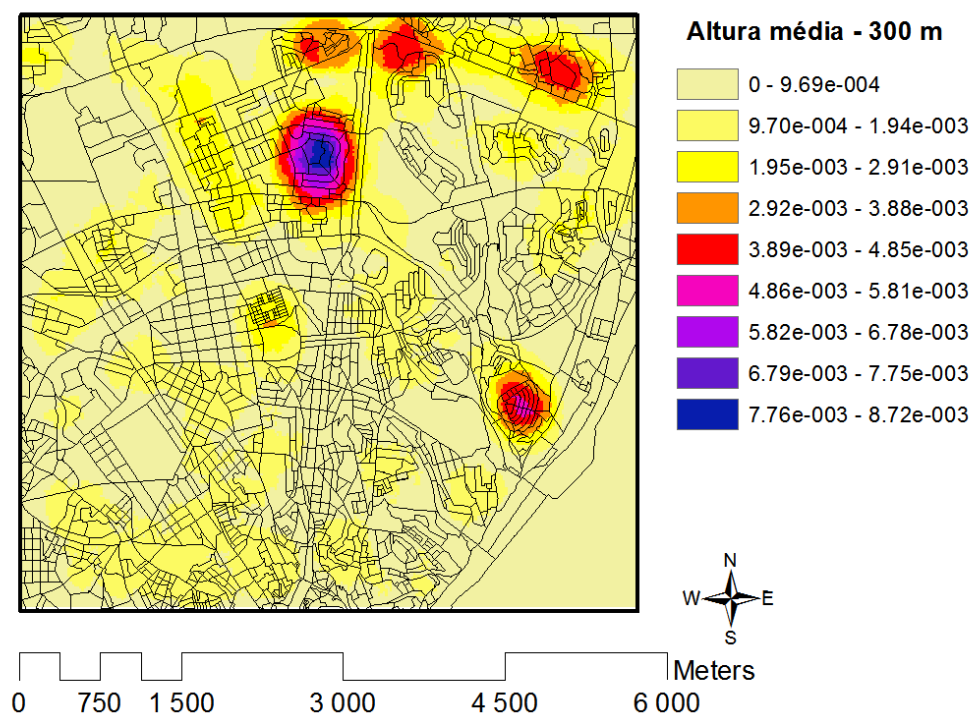 Altura média - 300 m
0 - 9.69e-004
9.70e-004 - 1.94e-003
1.95e-003 - 2.91e-003
2.92e-003 - 3.88e-003
3.89e-003 - 4.85e-003
4.86e-003 - 5.81e-003
5.82e-003 - 6.78e-003
6.79e-003 - 7.75e-003
7.76e-003 - 8.72e-003
N
W E
S
Meters
0 750 1 500 3 000 4 500 6 000